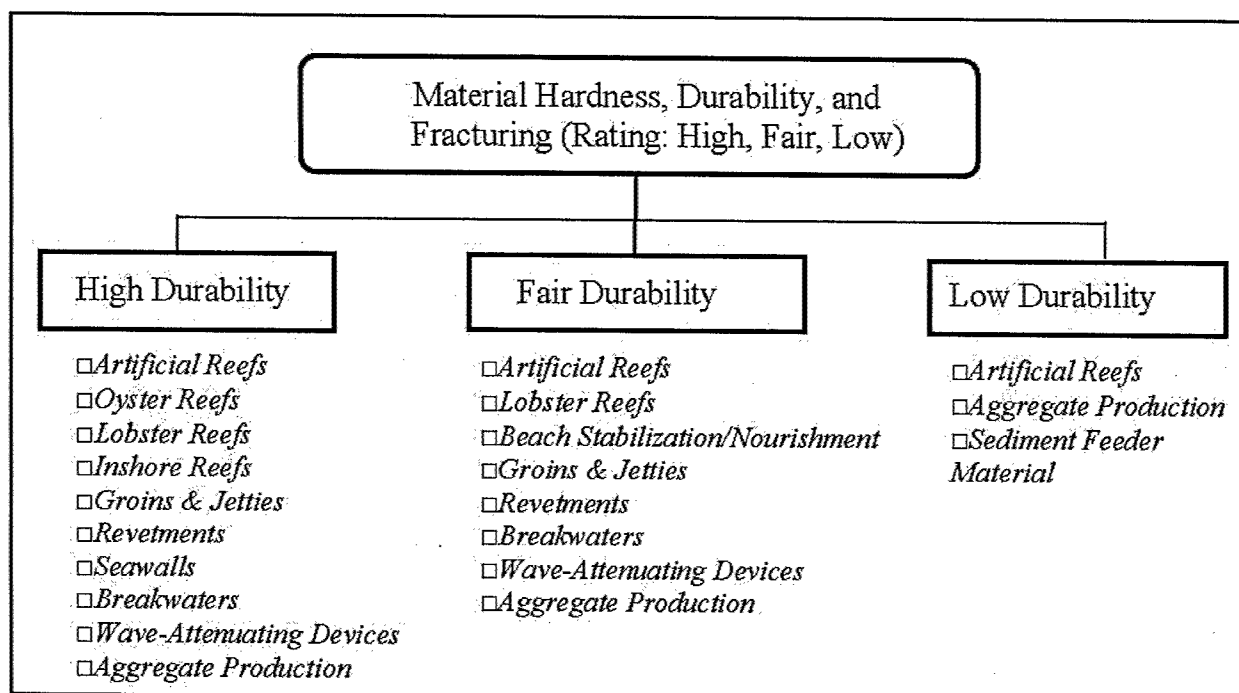 Material Hardness, Durability, and
Fracturing (Rating: High, Fair, Low)
High Durability
□Artificial Reefs
□Oyster Reefs
□Lobster Reefs
□Inshore Reefs
□Groins & Jetties
□Revetments
□Seawalls
□Breakwaters
□Wave-Attenuating Devices
□Aggregate Production
Fair Durability
□Artificial Reefs
□Lobster Reefs
□Beach Stabilization/Nourishment
□Groins & Jetties
□Revetments
□Breakwaters
□Wave-Attenuating Devices
□Aggregate Production
Low Durability
□Artificial Reefs
□Aggregate Production
□Sediment Feeder
Material